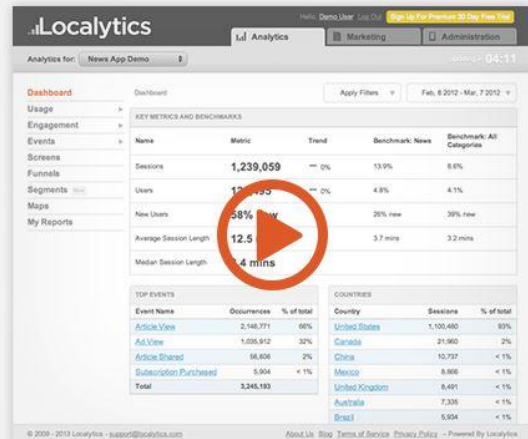 Localytics
Hello, Demo User Log Out Sign Up For Premium 30 Day Free Trial
Analytics Marketing Administration
Analytics for: News App Demo 04:11
Dashboard
Usage
Engagement
Events
Screens
Funnels
Segments
Maps
My Reports
Dashboard Apply Filters Feb, 8 2012 - Mar, 7 2012
KEY METRICS AND BENCHMARKS
Name Metric Trend Benchmark: News Benchmark: All Categories
Sessions 1,239,059 0% 13.9% 8.6%
Users 0% 4.8% 4.1%
New Users 58% 26% new 39% new
Average Session Length 12.5 3.7 mins 3.2 mins
Median Session Length mins
TOP EVENTS
Event Name Occurrences % of total
Article View 2,148,771 66%
Ad View 1,035,912 32%
Article Shared 56,606 2%
Subscription Purchased 5,904 < 1%
Total 3,245,193
COUNTRIES
Country Sessions % of total
United States 1,100,480 93%
Canada 21,960 2%
China 10,737 < 1%
Mexico 8,866 < 1%
United Kingdom 8,491 < 1%
Australia 7,335 < 1%
Brazil 5,934 < 1%
© 2009 - 2013 Localytics - support@localytics.com About Us Blog Terms of Service Privacy Policy - Powered By Localytics